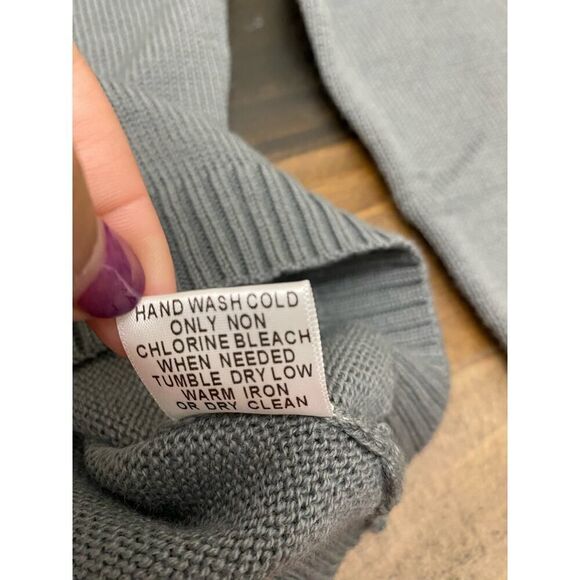 HAND WASH COLD
ONLY NON
CHLORINE BLEACH
WHEN NEEDED
TUMBLE DRY LOW
WARM IRON
OR DRY CLEAN